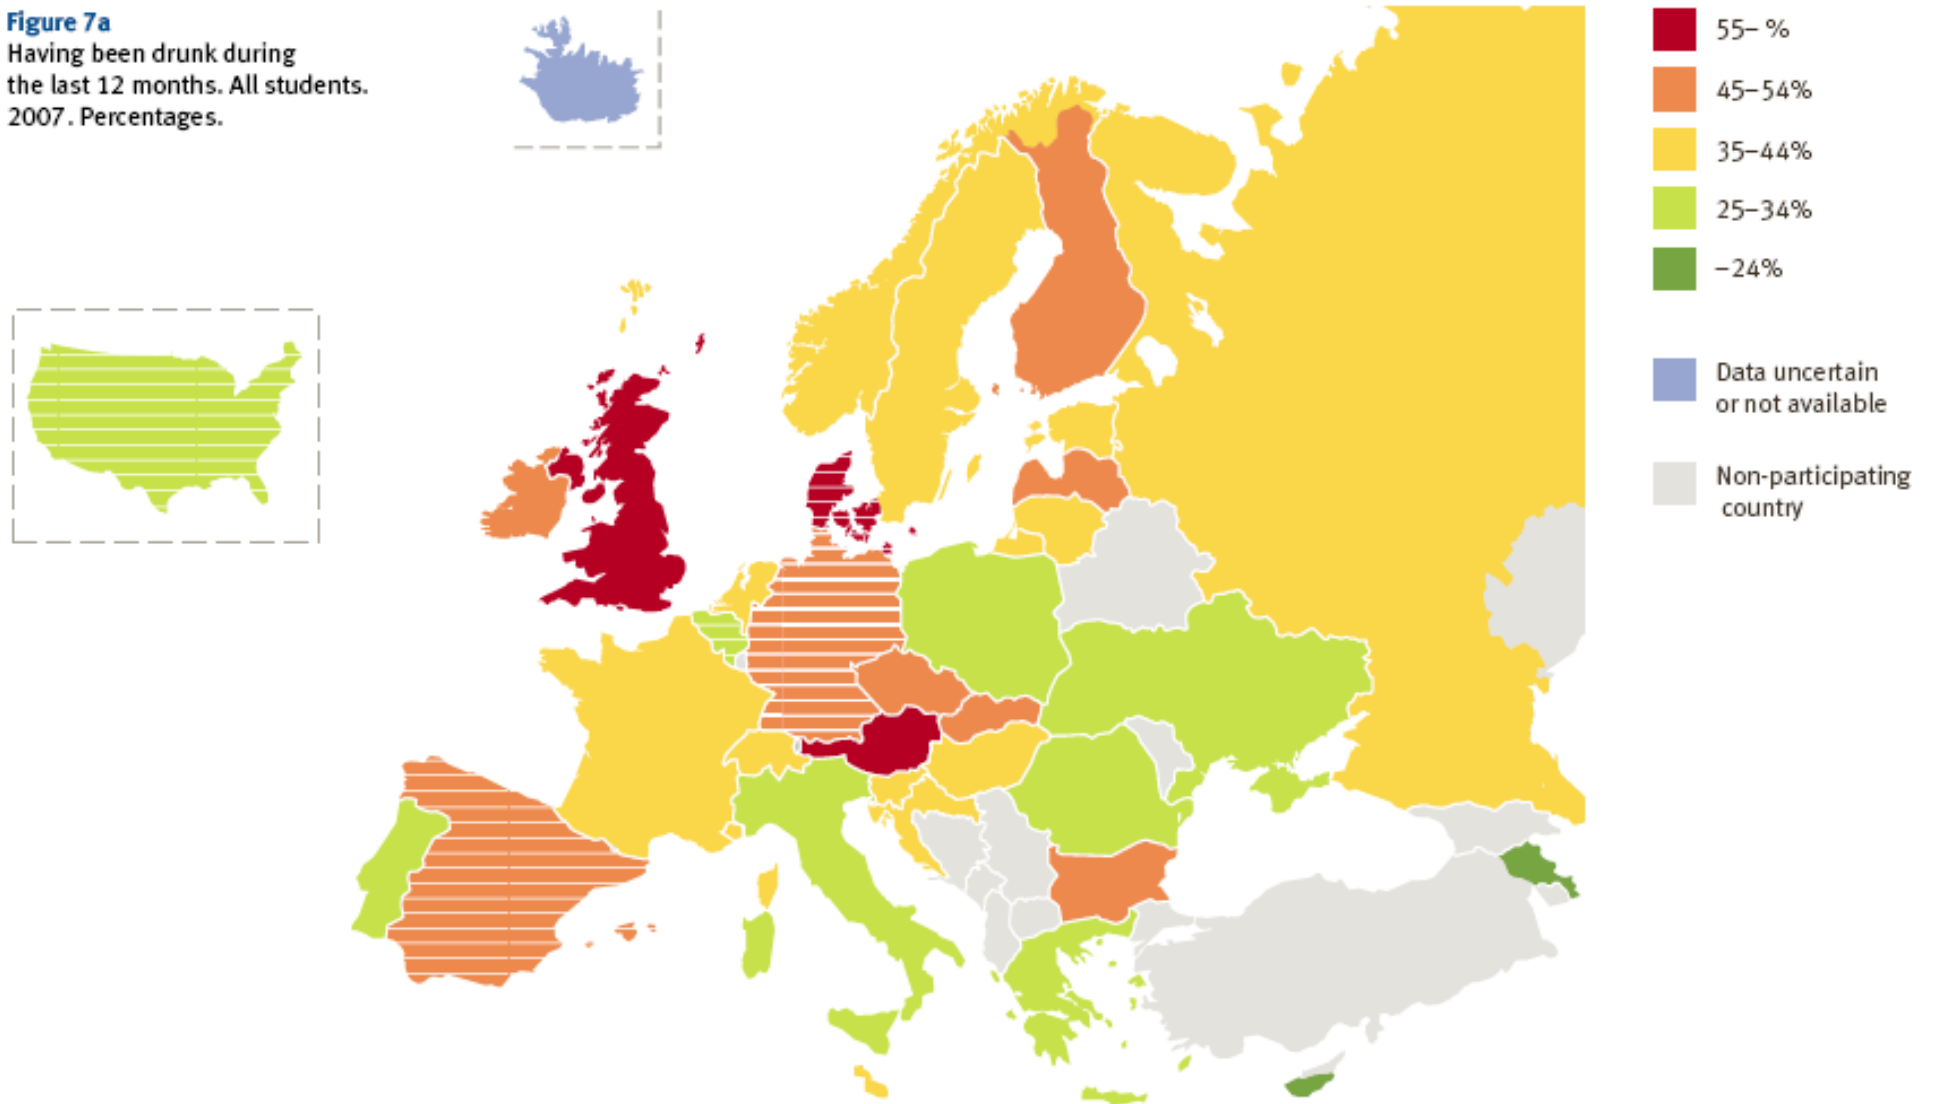 Figure 7a
Having been drunk during
the last 12 months. All students.
2007. Percentages.
55– %
45–54%
35–44%
25–34%
–24%
Data uncertain
or not available
Non-participating
country